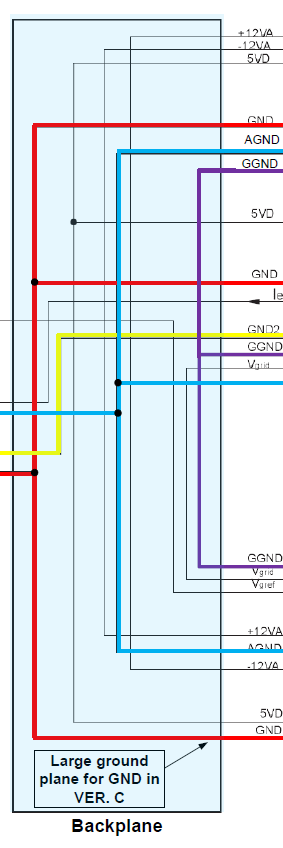 +12VA
-12VA
5VD
GND
AGND
GGND
5VD
GND
Ie
GND2
GGND
Vgrid
GGND
Vgrid
Vgref
+12VA
AGND
-12VA
5VD
GND
Large ground
plane for GND in
VER. C
Backplane